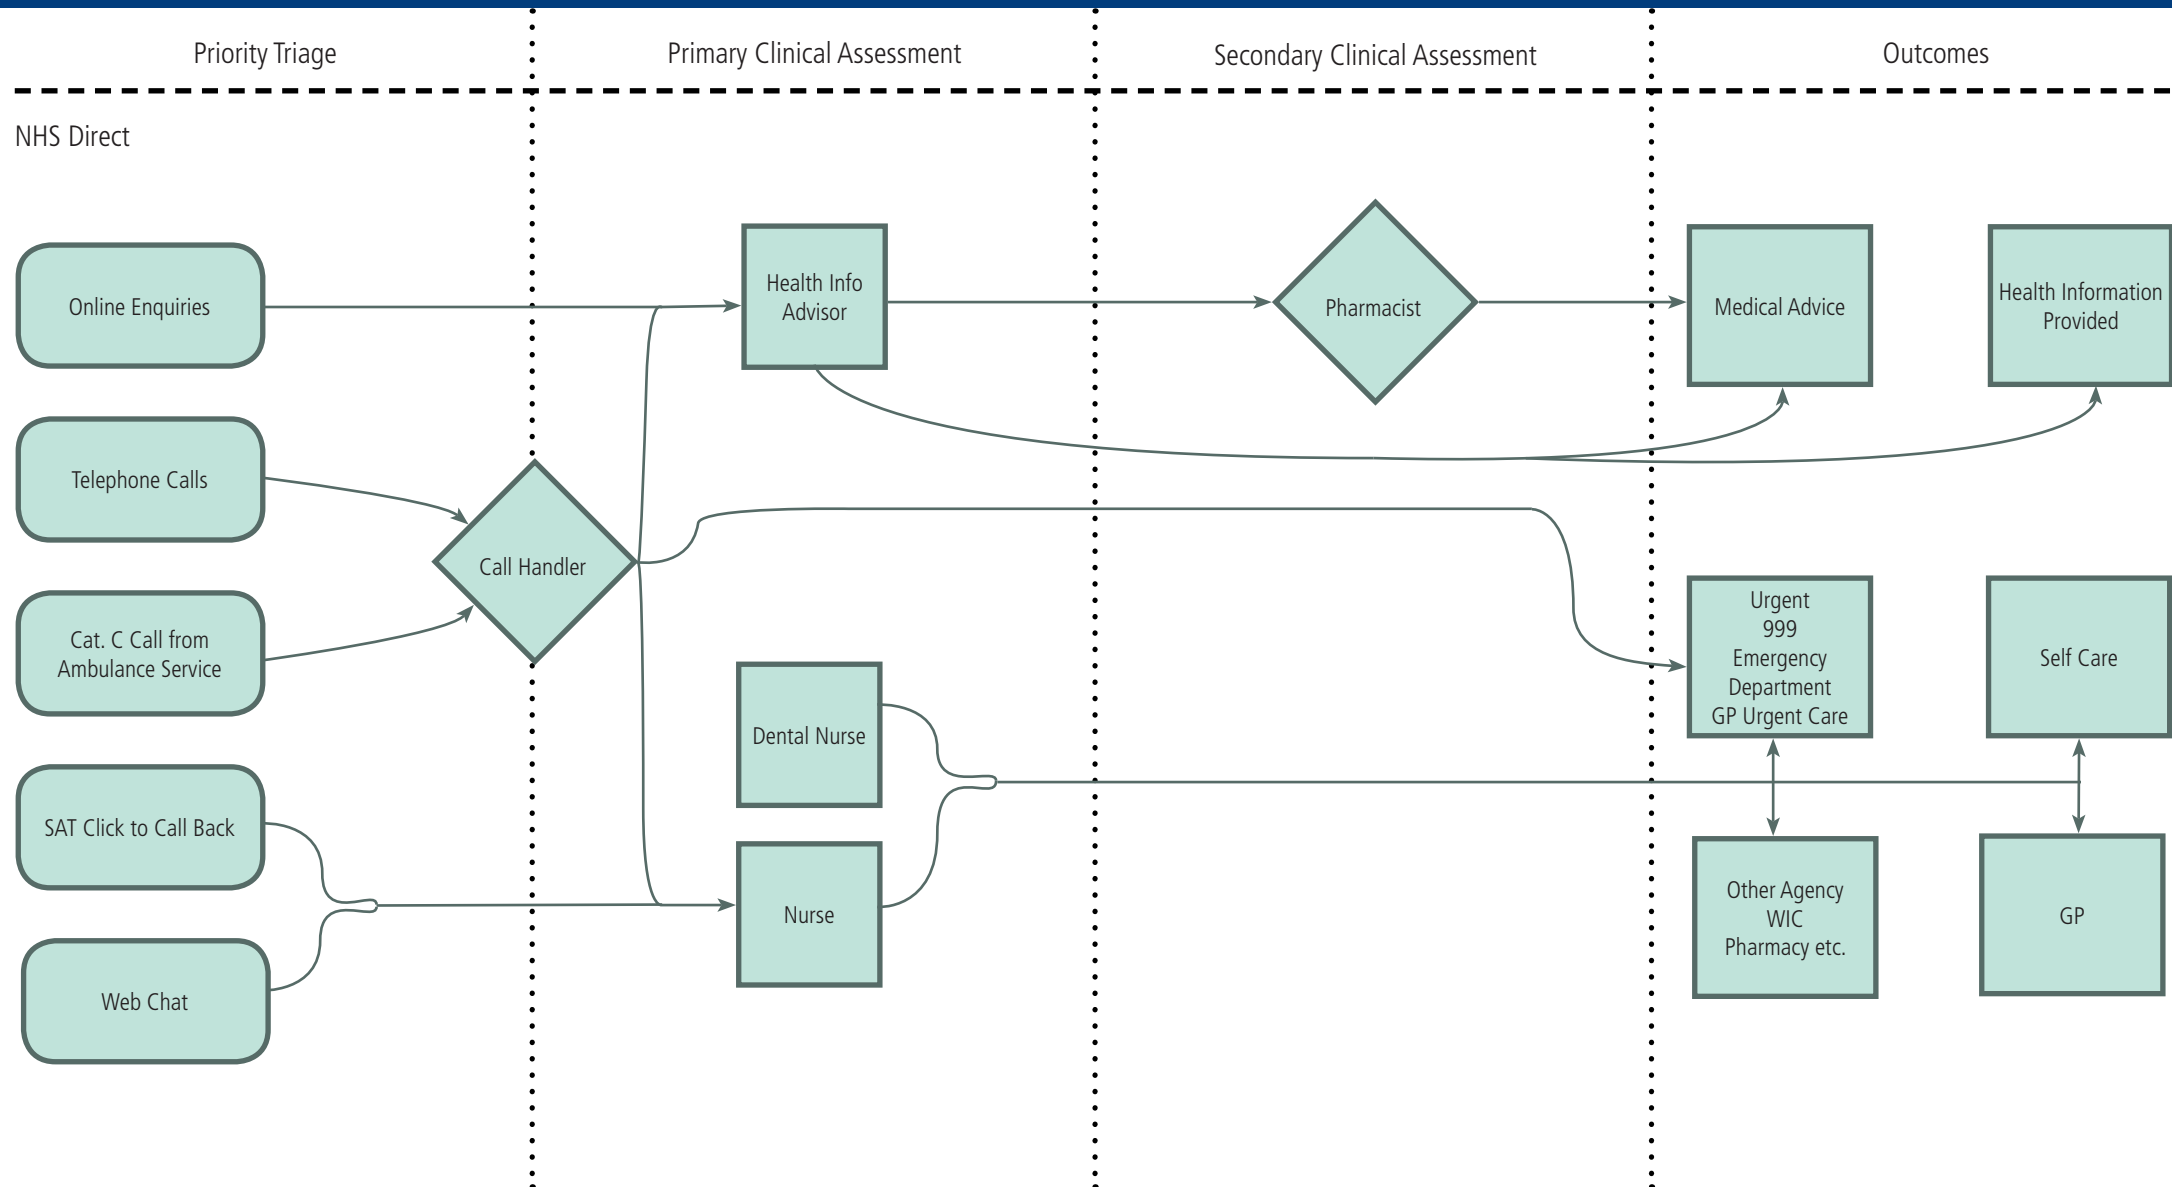 Priority Triage
Primary Clinical Assessment
Secondary Clinical Assessment
Outcomes
NHS Direct
Online Enquiries
Health Info
Advisor
Pharmacist
Medical Advice
Health Information
Provided
Telephone Calls
Call Handler
Cat. C Call from
Ambulance Service
Urgent
999
Emergency
Department
GP Urgent Care
Self Care
Dental Nurse
SAT Click to Call Back
Nurse
Other Agency
WIC
Pharmacy etc.
GP
Web Chat